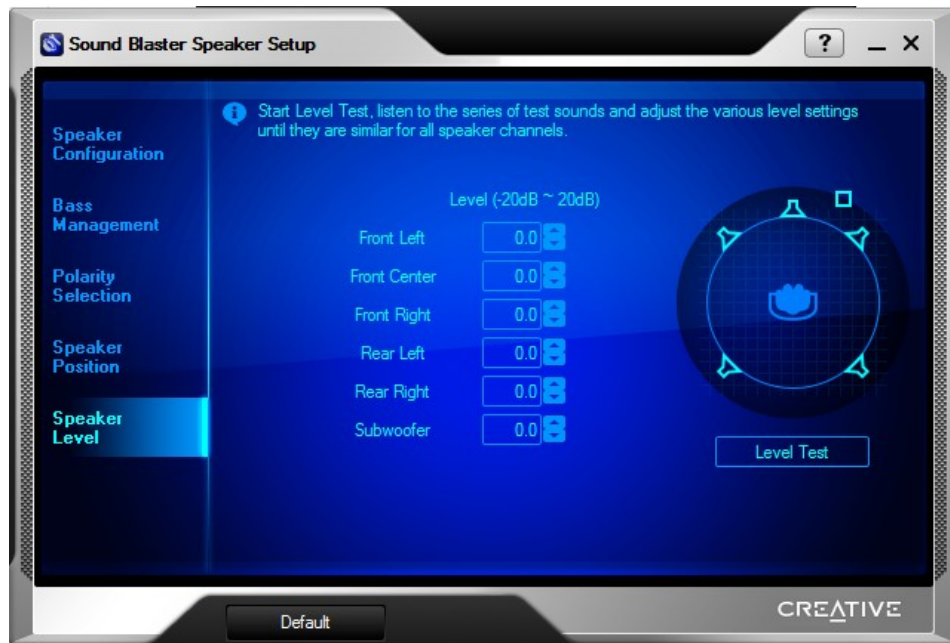 Sound Blaster Speaker Setup
?
Start Level Test, listen to the series of test sounds and adjust the various level settings
until they are similar for all speaker channels.
Speaker
Configuration
Bass
Management
Polarity
Selection
Speaker
Position
Speaker
Level
Level (-20dB ~ 20dB)
Front Left 0.0
Front Center 0.0
Front Right 0.0
Rear Left 0.0
Rear Right 0.0
Subwoofer 0.0
Level Test
Default
CREATIVE